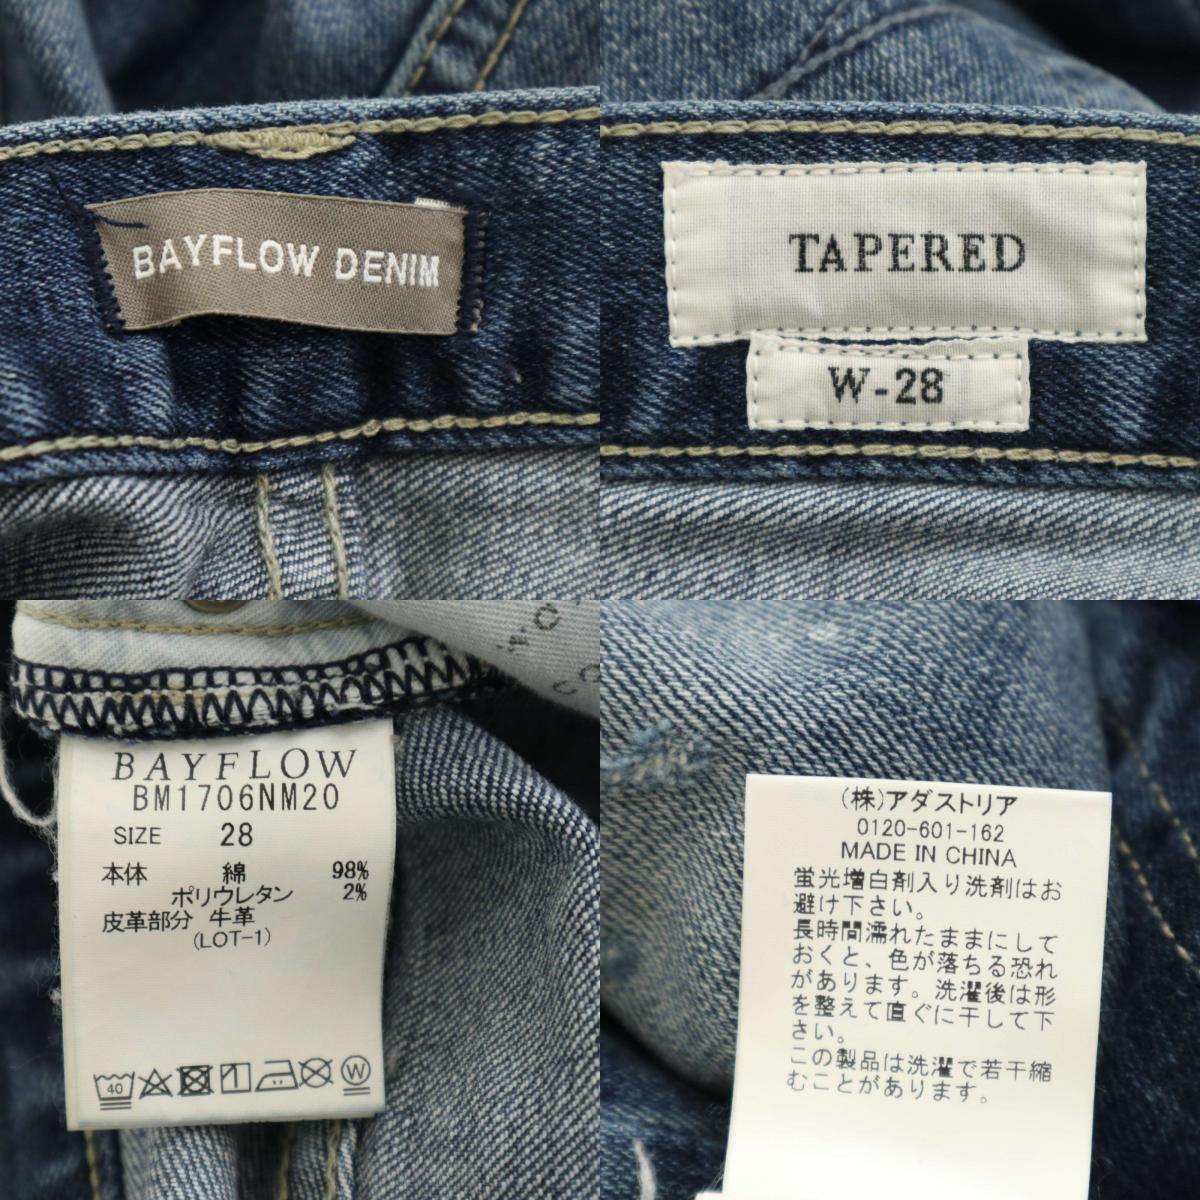 BAYFLOW DENIM
TAPERED
W-28
BAYFLOW
BM1706NM20
SIZE 28
本体 綿 98%
ポリウレタン 2%
皮革部分 牛革
(LOT-1)
40
W
(株)アダストリア
0120-601-162
MADE IN CHINA
蛍光増白剤入り洗剤はお
避け下さい。
長時間濡れたままにして
おくと、色が落ちる恐れ
があります。洗濯後は形
を整えて直ぐに干して下
さい。
この製品は洗濯で若干縮
むことがあります。